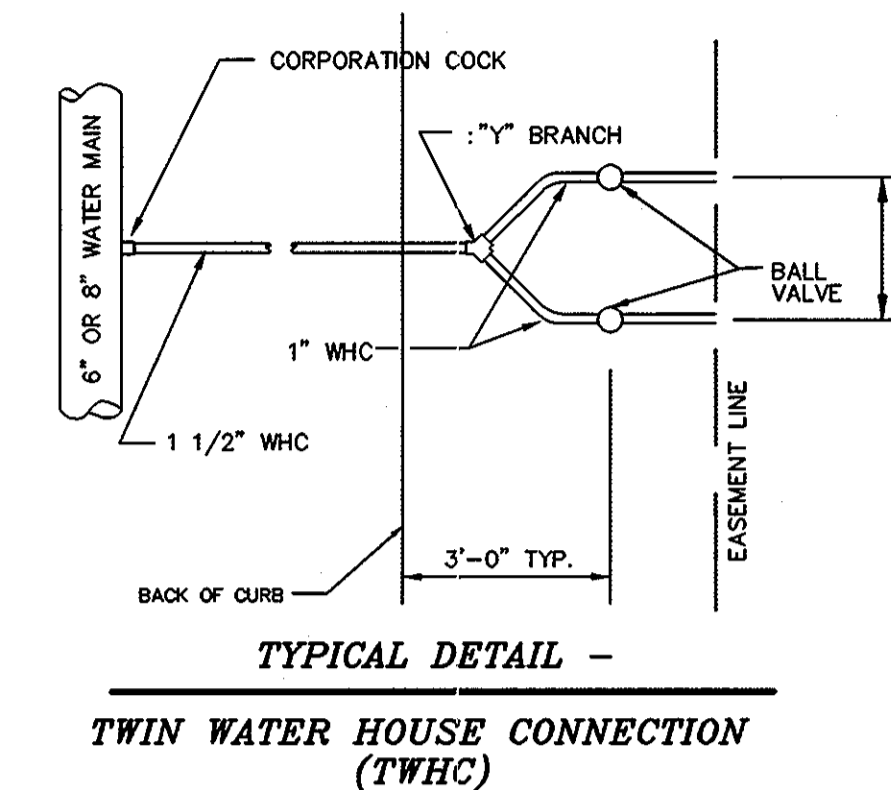 CORPORATION COCK
6" OR 8" WATER MAIN
:"Y" BRANCH
BALL
VALVE
1" WHC
1 1/2" WHC
EASEMENT LINE
3'-0" TYP.
BACK OF CURB
TYPICAL DETAIL -
TWIN WATER HOUSE CONNECTION
(TWHC)